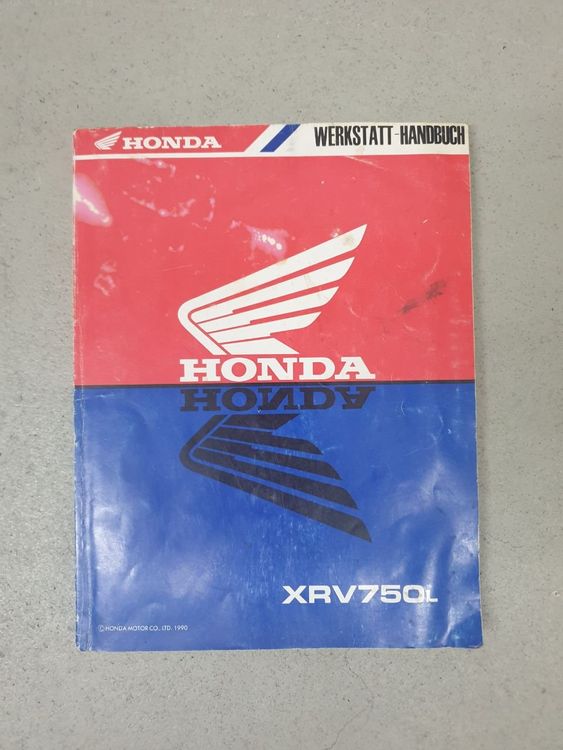 HONDA
WERKSTATT-HANDBUCH
HONDA
HONDA
XRV750L
© HONDA MOTOR CO., LTD. 1990